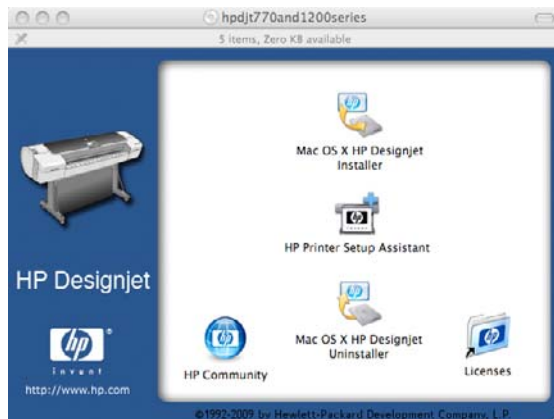 hpdjt770and1200series
5 items, Zero KB available
Mac OS X HP Designjet
Installer
HP Printer Setup Assistant
Mac OS X HP Designjet
Uninstaller
HP Community
Licenses
HP Designjet
hp
invent
http://www.hp.com
©1992-2009 by Hewlett-Packard Development Company, L.P.